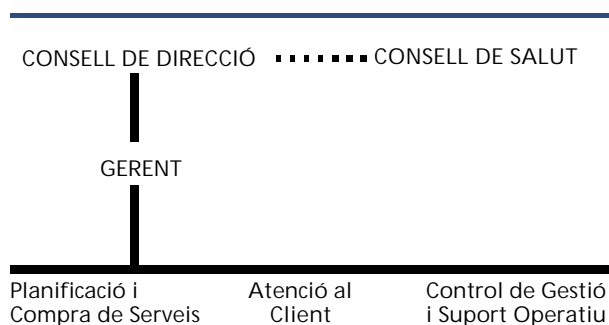 CONSELL DE DIRECCIÓ CONSELL DE SALUT
GERENT
Planificació i
Compra de Serveis
Atenció al
Client
Control de Gestió
i Suport Operatiu